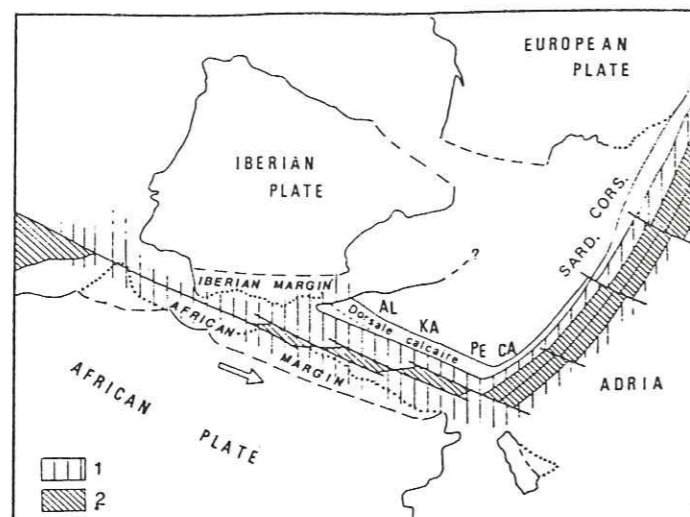 EUROPEAN
PLATE
IBERIAN
PLATE
SARD. CORS.
?
IBERIAN MARGIN
AL
KA
PE CA
Dorsale calcaire
AFRICAN
MARGIN
ADRIA
AFRICAN
PLATE
1
2